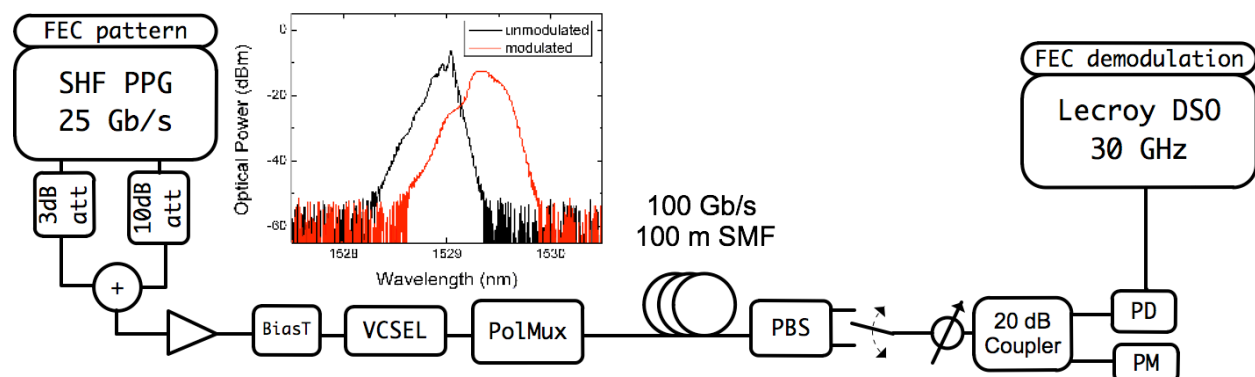 FEC pattern
SHF PPG
25 Gb/s
3dB
att
10dB
att
+
BiasT
VCSEL
PolMux
Optical Power (dBm)
0
-20
-40
-60
unmodulated
modulated
1528
1529
1530
Wavelength (nm)
100 Gb/s
100 m SMF
PBS
20 dB
Coupler
PD
PM
FEC demodulation
Lecroy DSO
30 GHz